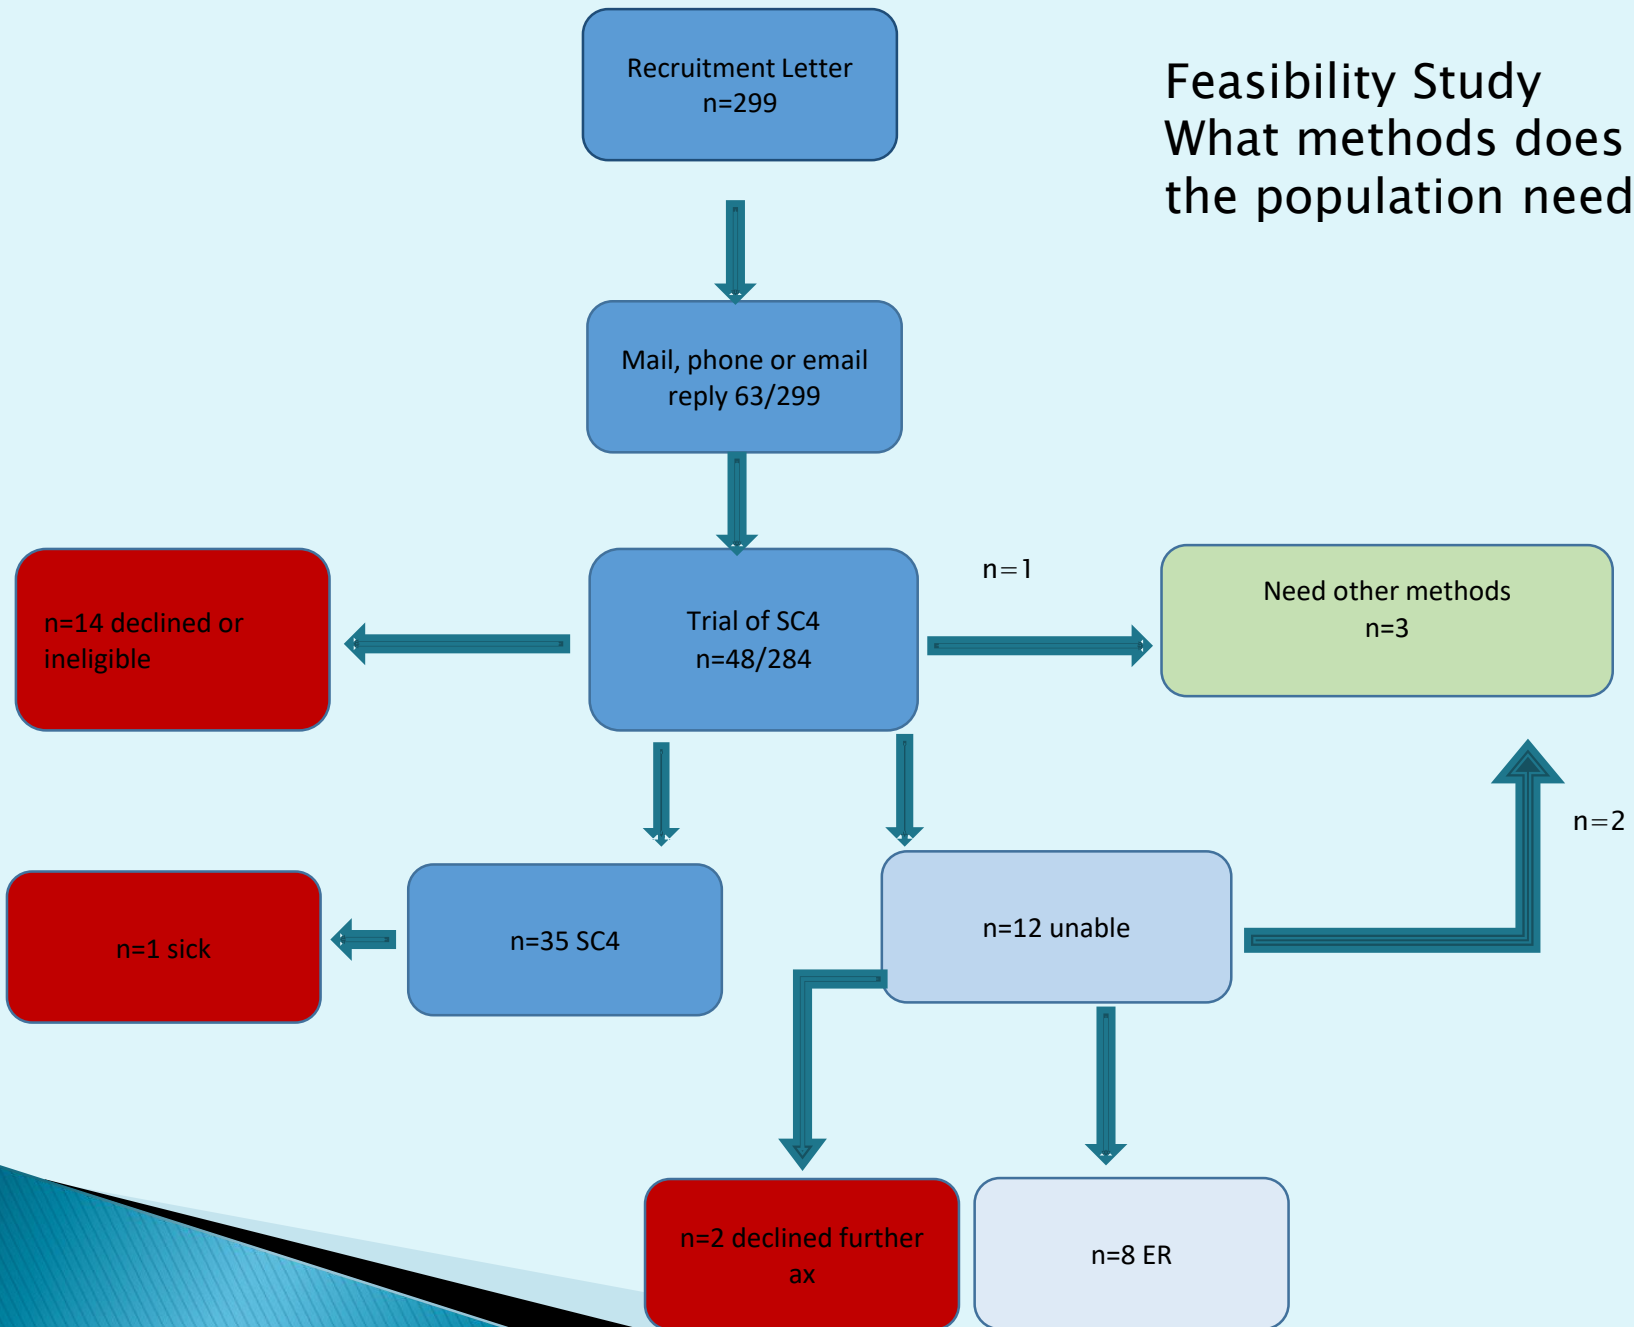 Recruitment Letter
n=299
Feasibility Study
What methods does
the population need
Mail, phone or email
reply 63/299
n=14 declined or
ineligible
Trial of SC4
n=48/284
n=1
Need other methods
n=3
n=2
n=1 sick
n=35 SC4
n=12 unable
n=2 declined further
ax
n=8 ER